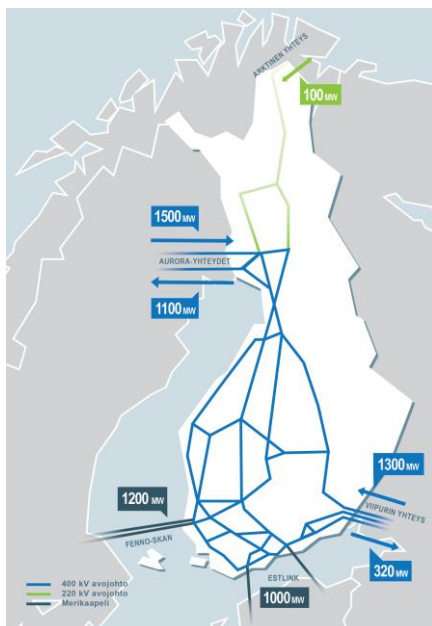 ARKTINEN YHTEYS
100 MW
1500 MW
AURORA-YHTEYDET
1100 MW
1300 MW
1200 MW
VIIPURIN YHTEYS
FENNO-SKAN
320 MW
ESTLINK
1000 MW
400 kV avojohto
220 kV avojohto
Merikaapeli